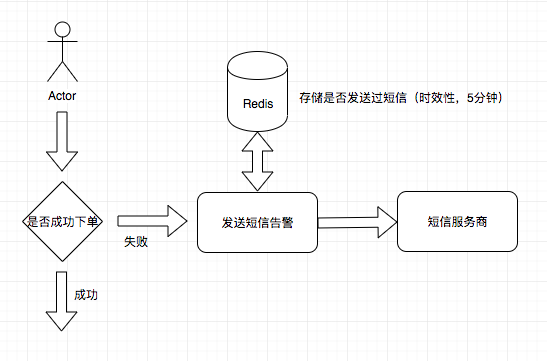 Actor
Redis
存储是否发送过短信（时效性，5分钟）
是否成功下单
失败
发送短信告警
短信服务商
成功